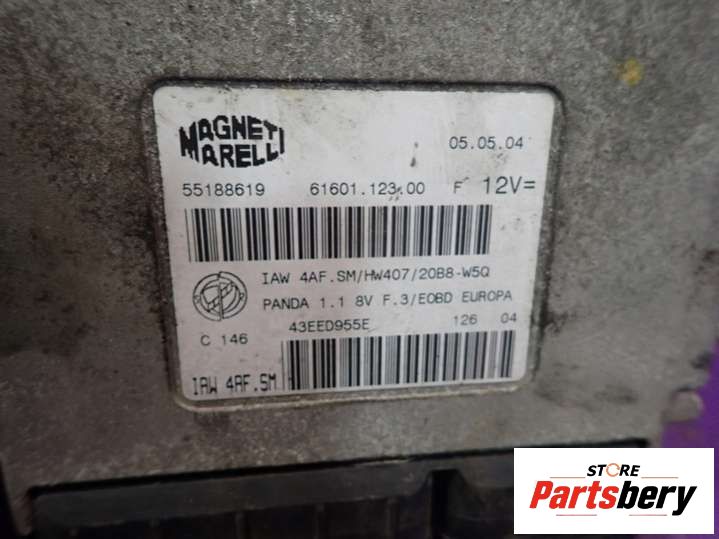 MAGNETI
MARELLI
05.05.04
55188619 61601.123.00 F 12V=
IAW 4AF.SM/HW407/20B8-W5Q
PANDA 1.1 8V F.3/EOBD EUROPA
43EED955E 126 04
C 146
IAW 4AF.SM
STORE
Partsbery